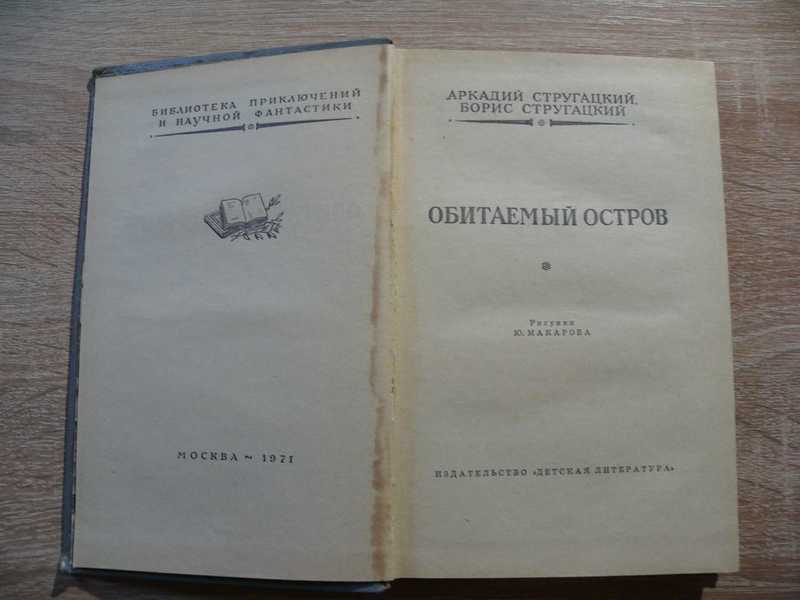 БИБЛИОТЕКА ПРИКЛЮЧЕНИЙ
И НАУЧНОЙ ФАНТАСТИКИ
МОСКВА ~ 1971
АРКАДИЙ СТРУГАЦКИЙ,
БОРИС СТРУГАЦКИЙ
ОБИТАЕМЫЙ ОСТРОВ
Рисунки
Ю. МАКАРОВА
ИЗДАТЕЛЬСТВО «ДЕТСКАЯ ЛИТЕРАТУРА»